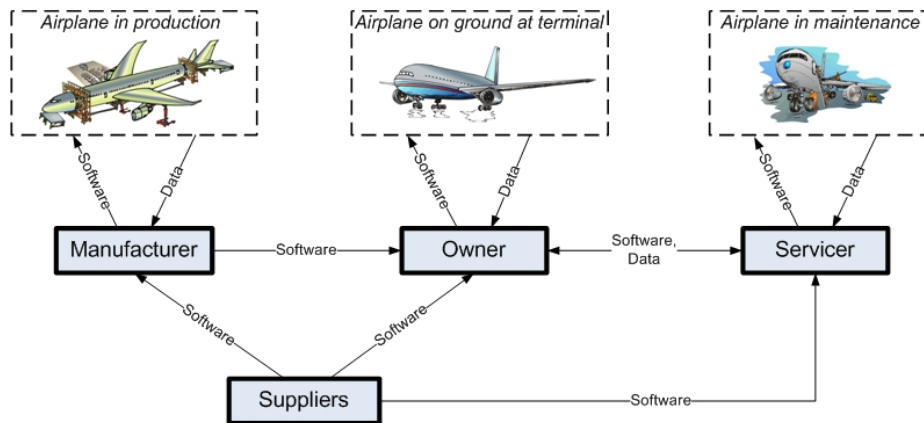 Airplane in production
Airplane on ground at terminal
Airplane in maintenance
Software
Data
Software
Data
Software
Data
Manufacturer
Software
Owner
Software,
Data
Servicer
Software
Software
Suppliers
Software